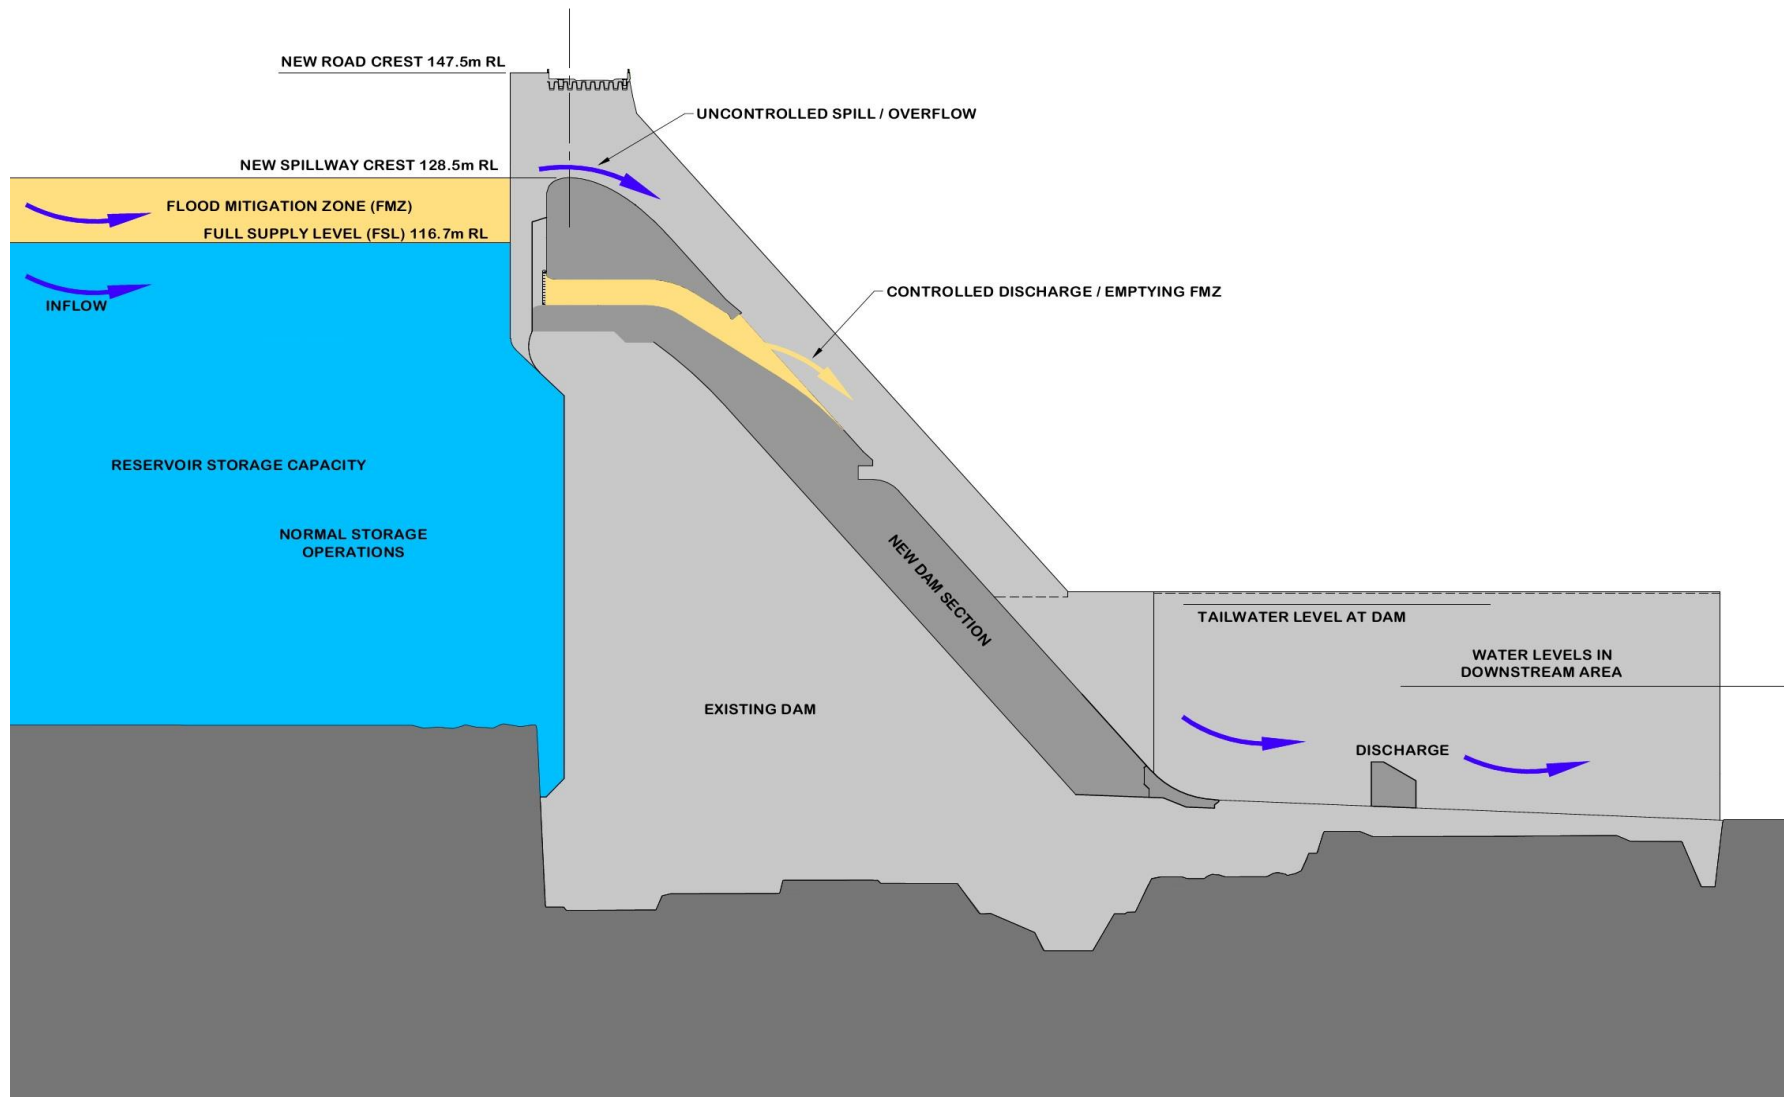 NEW ROAD CREST 147.5m RL
UNCONTROLLED SPILL / OVERFLOW
NEW SPILLWAY CREST 128.5m RL
FLOOD MITIGATION ZONE (FMZ)
FULL SUPPLY LEVEL (FSL) 116.7m RL
CONTROLLED DISCHARGE / EMPTYING FMZ
INFLOW
RESERVOIR STORAGE CAPACITY
NORMAL STORAGE
OPERATIONS
NEW DAM SECTION
TAILWATER LEVEL AT DAM
WATER LEVELS IN
DOWNSTREAM AREA
EXISTING DAM
DISCHARGE